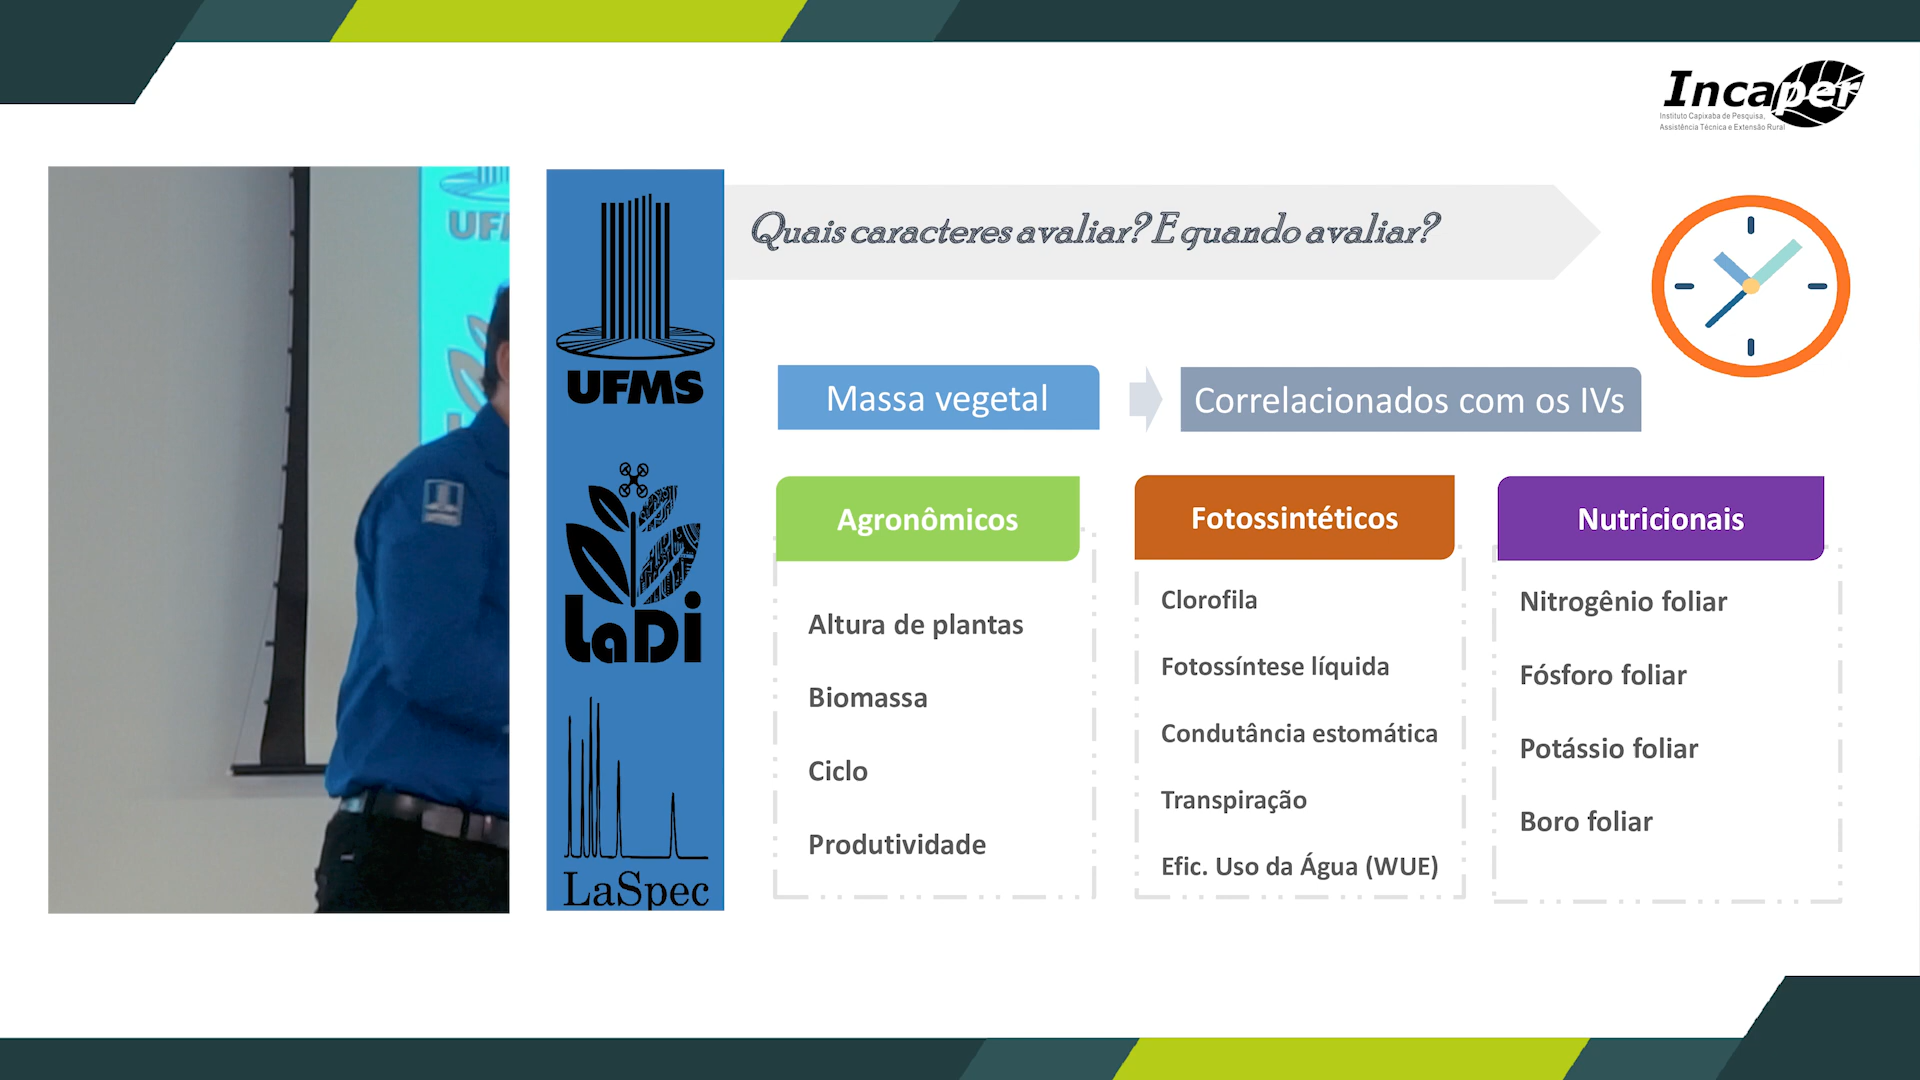 Incaper
Instituto Capixaba de Pesquisa,
Assistência Técnica e Extensão Rural
UFMS
Quais caracteres avaliar? E quando avaliar?
UFMS
LaDi
LaSpec
Massa vegetal
Correlacionados com os IVs
Agronômicos
Altura de plantas
Biomassa
Ciclo
Produtividade
Fotossintéticos
Clorofila
Fotossíntese líquida
Condutância estomática
Transpiração
Efic. Uso da Água (WUE)
Nutricionais
Nitrogênio foliar
Fósforo foliar
Potássio foliar
Boro foliar